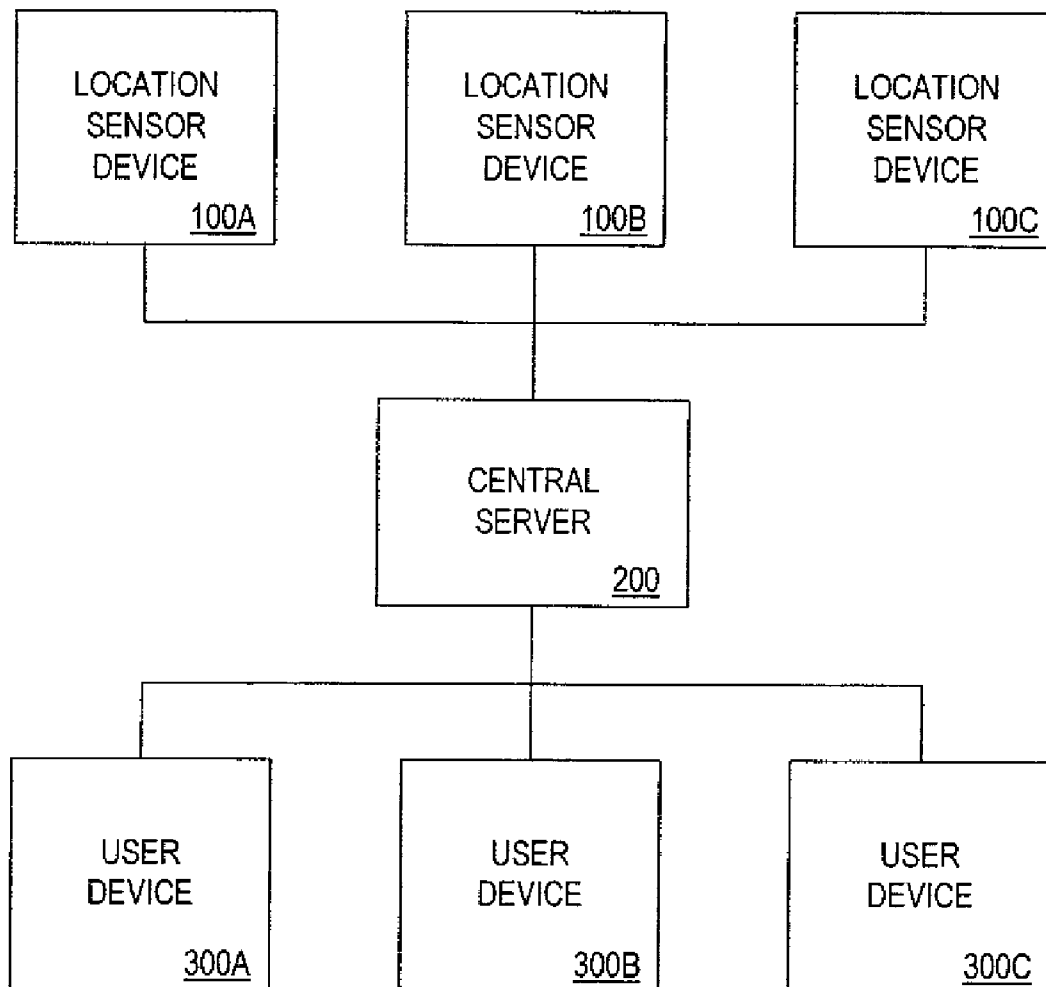 LOCATION
SENSOR
DEVICE
100A
LOCATION
SENSOR
DEVICE
100B
LOCATION
SENSOR
DEVICE
100C
CENTRAL
SERVER
200
USER
DEVICE
300A
USER
DEVICE
300B
USER
DEVICE
300C